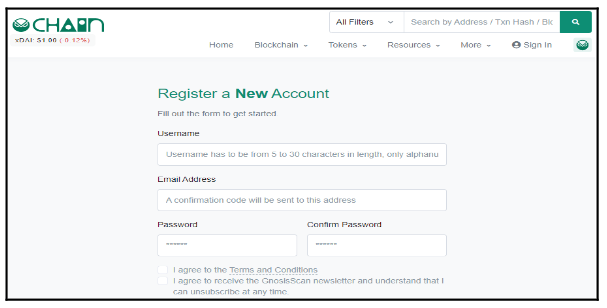 CHAIN
All Filters
Search by Address / Txn Hash / Blo
xDAI: $1.00 (-0.12%)
Home Blockchain Tokens Resources More Sign In
Register a New Account
Fill out the form to get started
Username
Username has to be from 5 to 30 characters in length, only alphanu
Email Address
A confirmation code will be sent to this address
Password Confirm Password
------ ------
I agree to the Terms and Conditions
I agree to receive the GnosisScan newsletter and understand that I
can unsubscribe at any time